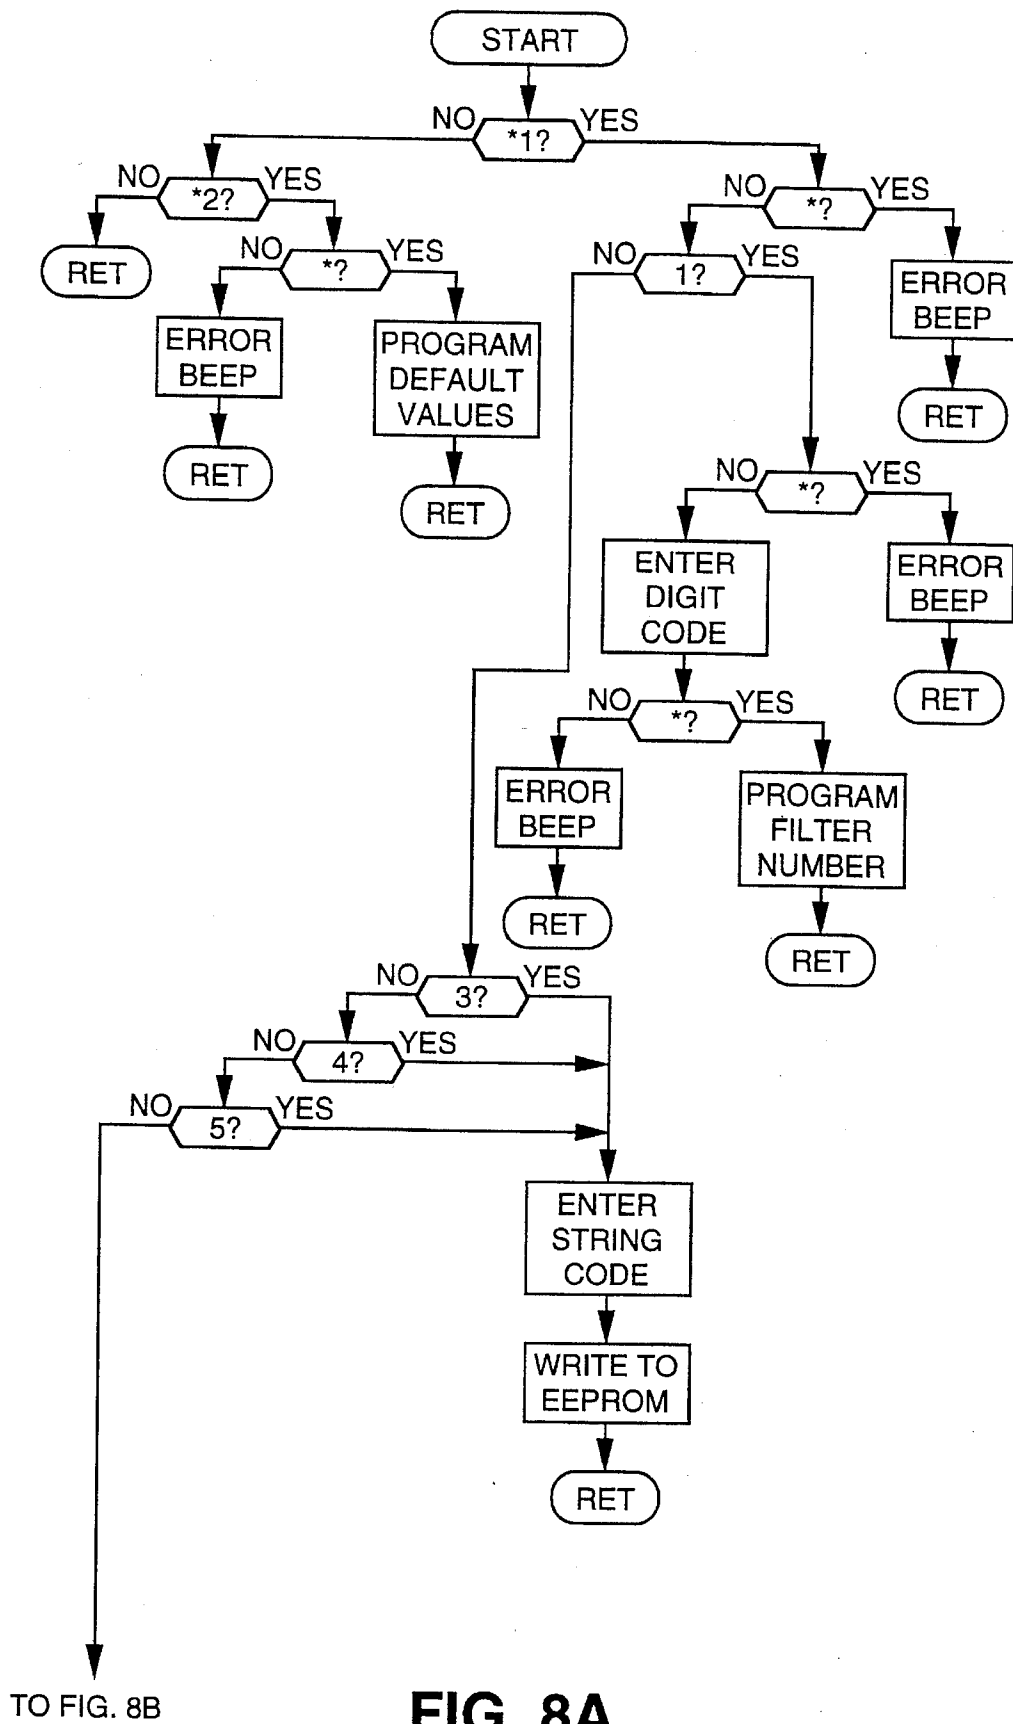 START
NO *1? YES
NO *2? YES
NO *? YES
RET
NO *? YES
NO 1? YES
ERROR
BEEP
ERROR
BEEP
PROGRAM
DEFAULT
VALUES
RET
RET
RET
NO *? YES
ENTER
DIGIT
CODE
ERROR
BEEP
RET
NO *? YES
ERROR
BEEP
PROGRAM
FILTER
NUMBER
RET
RET
NO 3? YES
NO 4? YES
NO 5? YES
ENTER
STRING
CODE
WRITE TO
EEPROM
RET
TO FIG. 8B
FIG. 8A